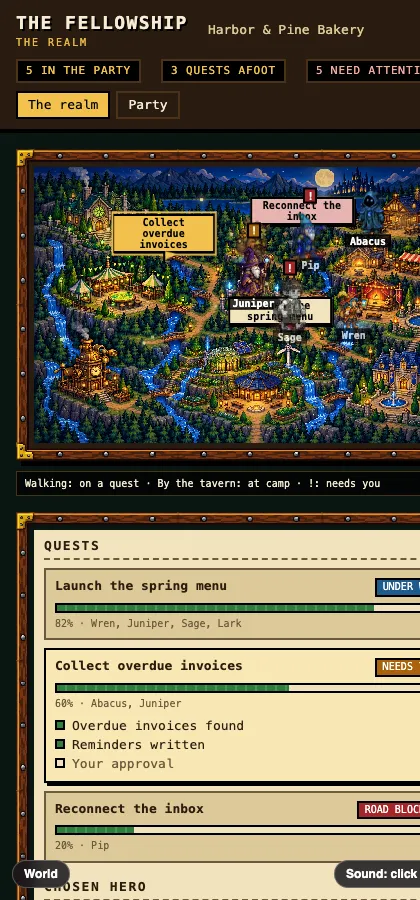 THE FELLOWSHIP
THE REALM
Harbor & Pine Bakery
5 IN THE PARTY
3 QUESTS AFOOT
5 NEED
The realm
Party
Collect
overdue
invoices
Reconnect the
inbox
Abacus
Pip
Juniper
spring menu
Sage
Wren
Walking: on a quest · By the tavern: at camp · !: needs you
QUESTS
Launch the spring menu
UNDER
82% · Wren, Juniper, Sage, Lark
Collect overdue invoices
NEEDS
60% · Abacus, Juniper
Overdue invoices found
Reminders written
Your approval
Reconnect the inbox
ROAD
20% · Pip
World
Sound: click
CHOSEN HERO